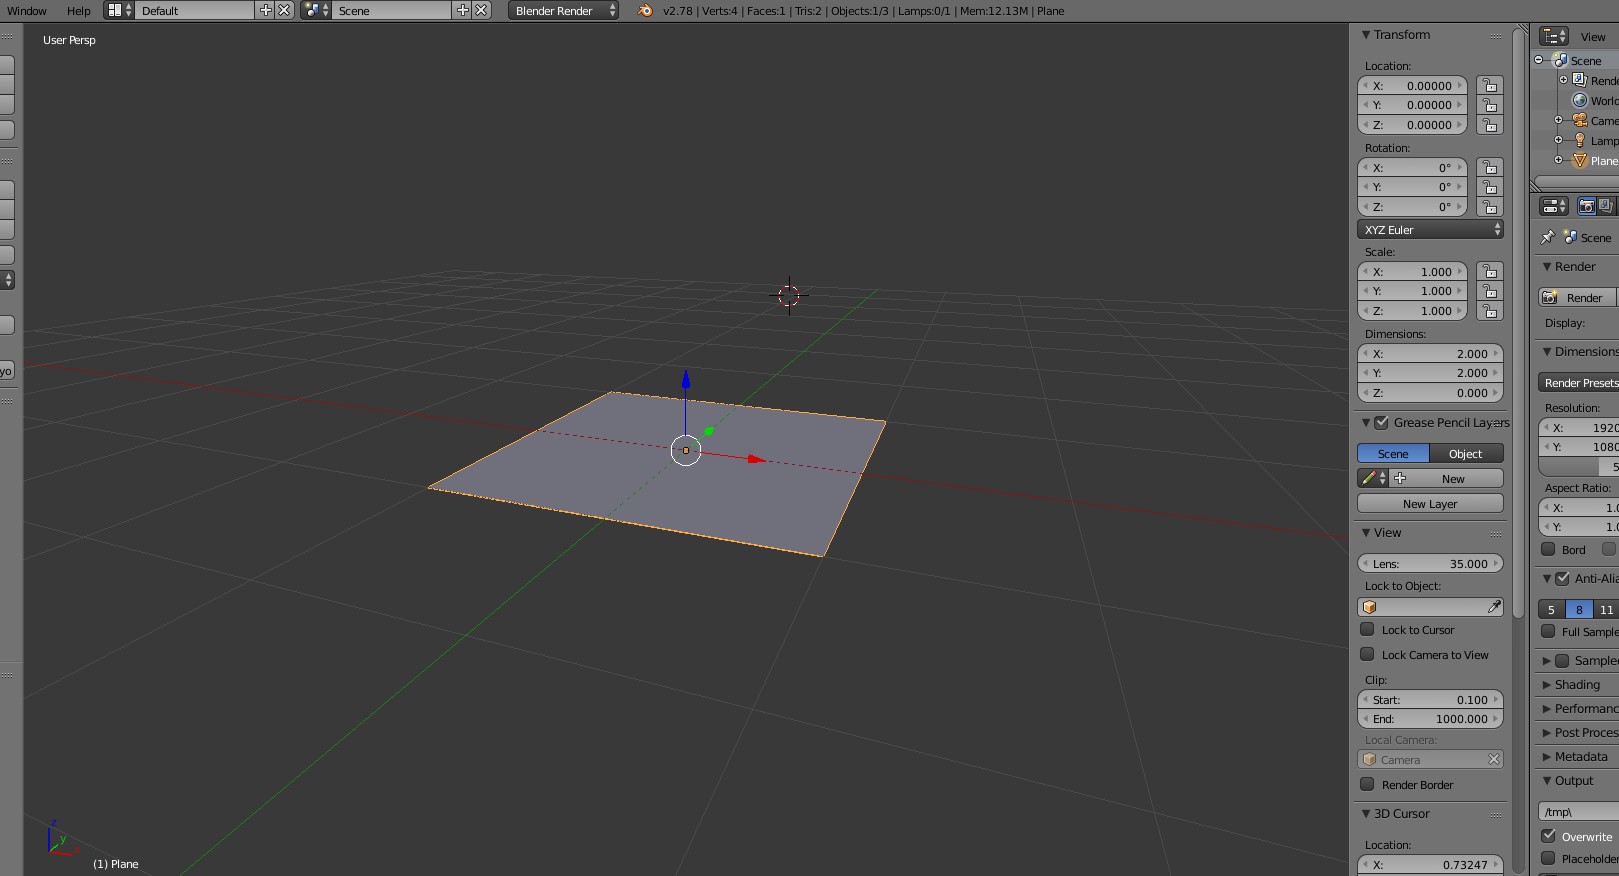 Window Help Default Scene Blender Render v2.78 | Verts:4 | Faces:1 | Tris:2 | Objects:1/3 | Lamps:0/1 | Mem:12.13M | Plane
User Persp
yo
z
y
x
(1) Plane
Transform
Location:
X: 0.00000
Y: 0.00000
Z: 0.00000
Rotation:
X: 0°
Y: 0°
Z: 0°
XYZ Euler
Scale:
X: 1.000
Y: 1.000
Z: 1.000
Dimensions:
X: 2.000
Y: 2.000
Z: 0.000
Grease Pencil Layers
Scene Object
New
New Layer
View
Lens: 35.000
Lock to Object:
Lock to Cursor
Lock Camera to View
Clip:
Start: 0.100
End: 1000.000
Local Camera:
Camera
Render Border
3D Cursor
Location:
X: 0.73247
View
Scene
Rende
World
Came
Lamp
Plane
Scene
Render
Render
Display:
Dimensions
Render Presets
Resolution:
X: 1920
Y: 1080
5
Aspect Ratio:
X: 1.0
Y: 1.0
Bord
Anti-Alia
5 8 11
Full Sample
Sample
Shading
Performanc
Post Proces
Metadata
Output
/tmp\
Overwrite
Placeholder